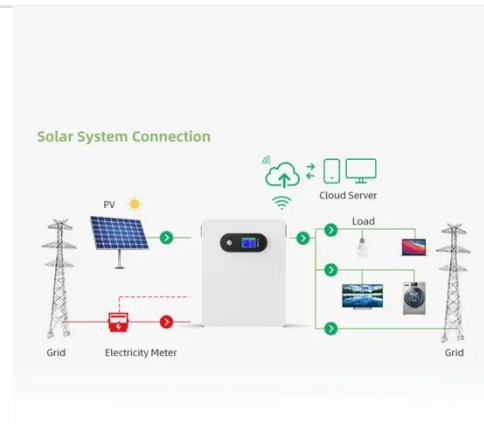 Solar System Connection
Cloud Server
PV
Load
Grid
Electricity Meter
Grid